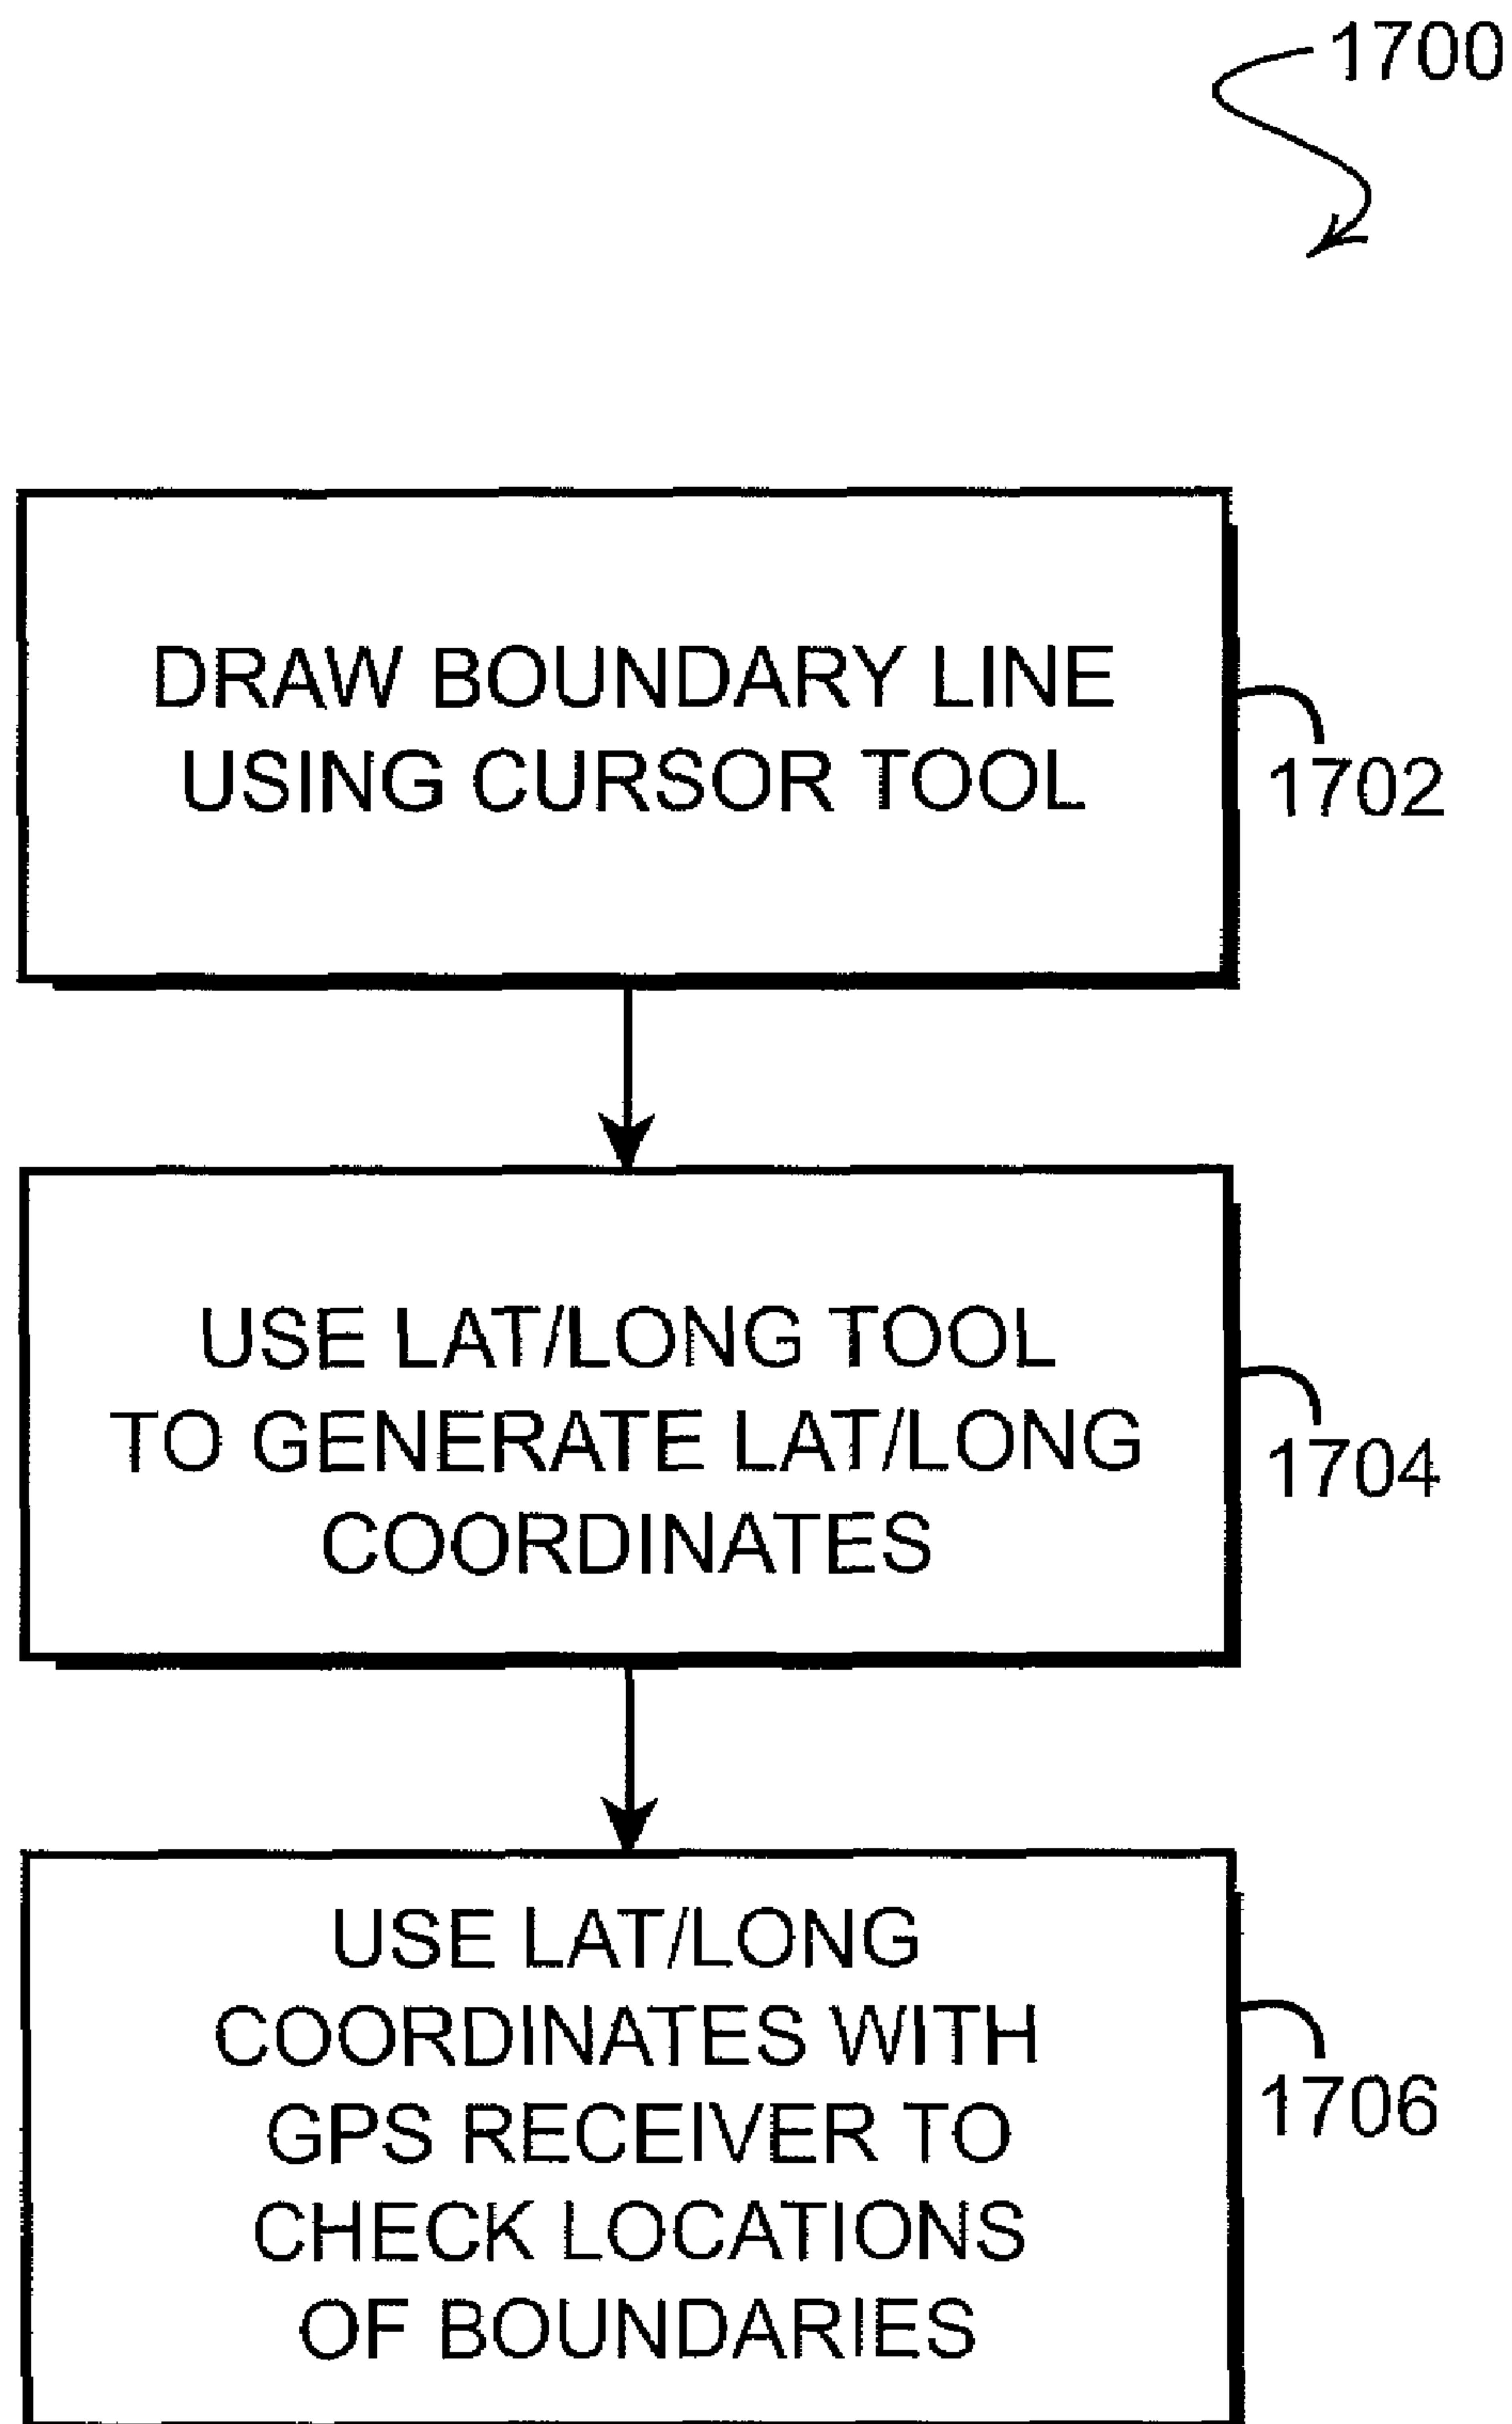 1700
DRAW BOUNDARY LINE
USING CURSOR TOOL
1702
USE LAT/LONG TOOL
TO GENERATE LAT/LONG
COORDINATES
1704
USE LAT/LONG
COORDINATES WITH
GPS RECEIVER TO
CHECK LOCATIONS
OF BOUNDARIES
1706